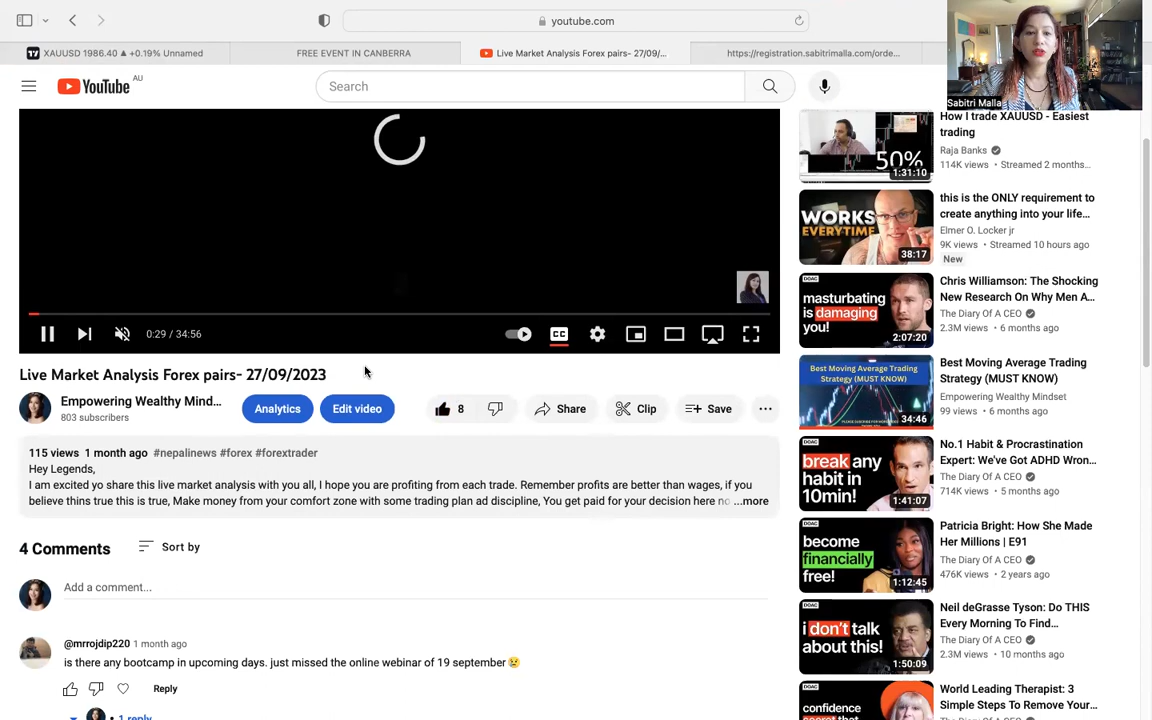 youtube.com
XAUUSD 1986.40 ▲ +0.19% Unnamed
FREE EVENT IN CANBERRA
Live Market Analysis Forex pairs- 27/09/...
https://registration.sabitrimalla.com/orde...
Sabitri Malla
YouTube AU
Search
0:29 / 34:56
CC
Live Market Analysis Forex pairs- 27/09/2023
Empowering Wealthy Mind...
803 subscribers
Analytics
Edit video
8
Share
Clip
Save
115 views 1 month ago #nepalinews #forex #forextrader
Hey Legends,
I am excited yo share this live market analysis with you all, I hope you are profiting from each trade. Remember profits are better than wages, if you
believe thins true this is true, Make money from your comfort zone with some trading plan ad discipline, You get paid for your decision here no ...more
4 Comments
Sort by
Add a comment...
@mrrojdip220 1 month ago
is there any bootcamp in upcoming days. just missed the online webinar of 19 september😢
Reply
1 reply
50%
1:31:10
How I trade XAUUSD - Easiest
trading
Raja Banks
114K views • Streamed 2 months...
WORKS
EVERYTIME
38:17
this is the ONLY requirement to
create anything into your life...
Elmer O. Locker jr
9K views • Streamed 10 hours ago
New
DOAC
masturbating
is damaging
you!
2:07:20
Chris Williamson: The Shocking
New Research On Why Men A...
The Diary Of A CEO
2.3M views • 6 months ago
Best Moving Average Trading
Strategy (MUST KNOW)
34:46
Best Moving Average Trading
Strategy (MUST KNOW)
Empowering Wealthy Mindset
99 views • 6 months ago
DOAC
break any
habit in
10min!
1:41:07
No.1 Habit & Procrastination
Expert: We've Got ADHD Wron...
The Diary Of A CEO
714K views • 5 months ago
DOAC
become
financially
free!
1:12:45
Patricia Bright: How She Made
Her Millions | E91
The Diary Of A CEO
476K views • 2 years ago
DOAC
i don't talk
about this!
1:50:09
Neil deGrasse Tyson: Do THIS
Every Morning To Find...
The Diary Of A CEO
2.3M views • 10 months ago
DOAC
confidence
World Leading Therapist: 3
Simple Steps To Remove Your...